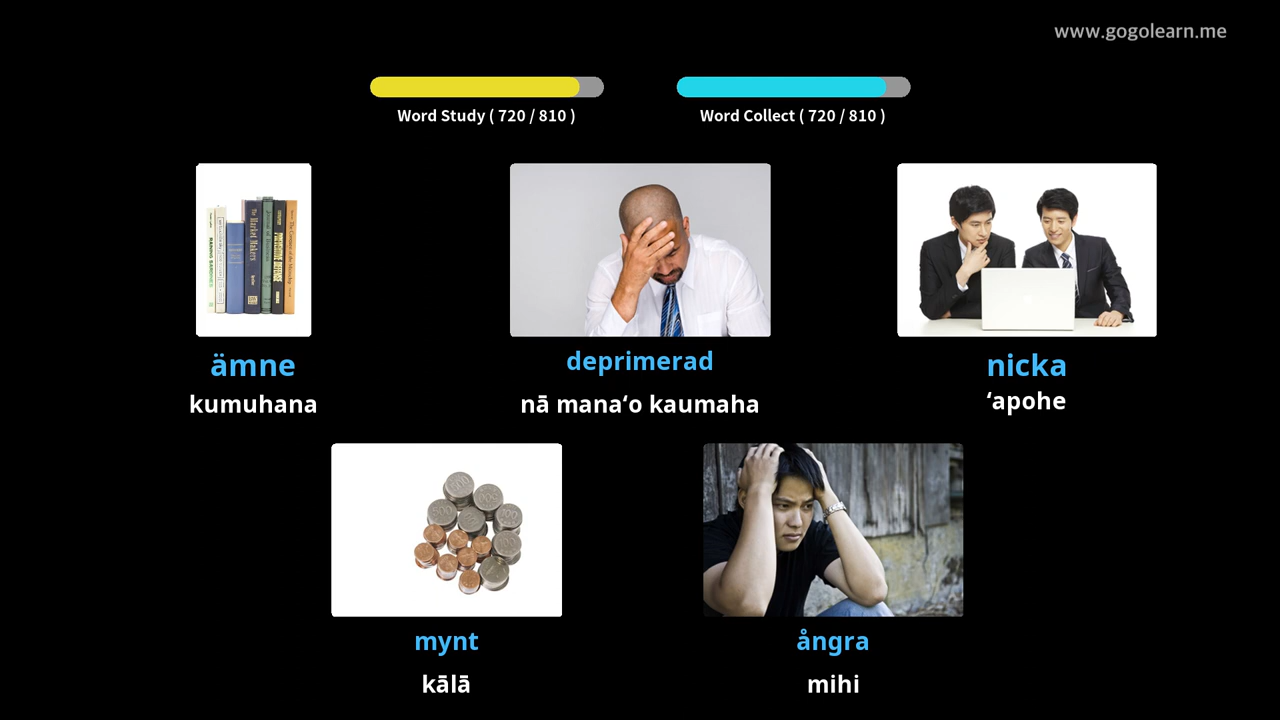 www.gogolearn.me
Word Study ( 720 / 810 )
Word Collect ( 720 / 810 )
ämne
deprimerad
nicka
kumuhana
nā manaʻo kaumaha
ʻapohe
mynt
ångra
kālā
mihi